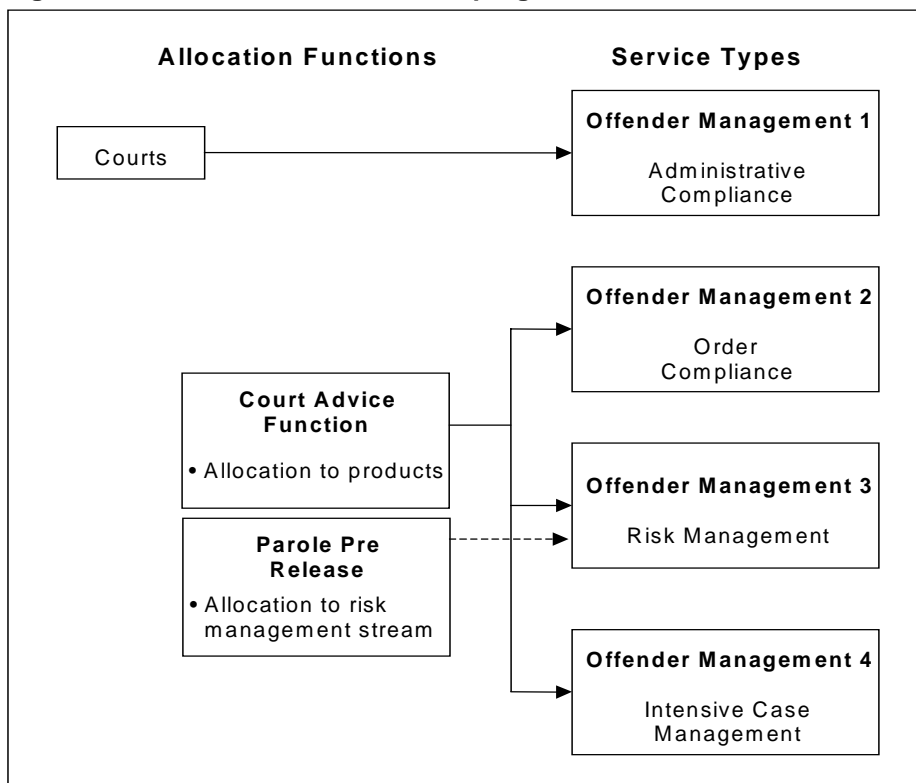 Allocation Functions
Service Types
Courts
Offender Management 1
Administrative
Compliance
Offender Management 2
Order
Compliance
Court Advice
Function
• Allocation to products
Offender Management 3
Risk Management
Parole Pre
Release
• Allocation to risk
management stream
Offender Management 4
Intensive Case
Management